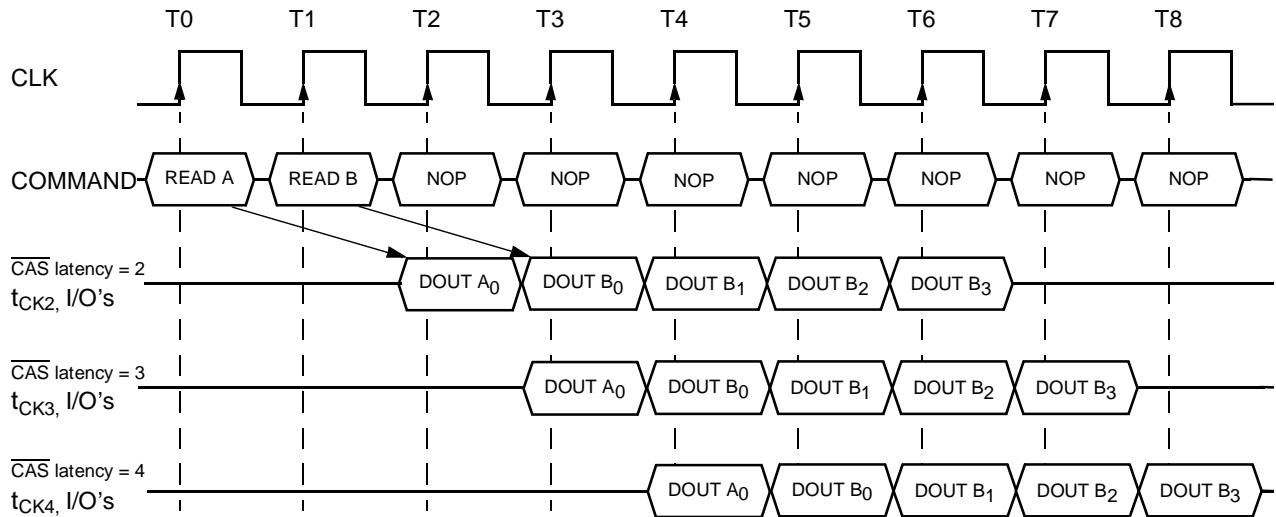 T0 T1 T2 T3 T4 T5 T6 T7 T8
CLK
COMMAND READ A READ B NOP NOP NOP NOP NOP NOP NOP
CAS latency = 2
tCK2, I/O's DOUT A0 DOUT B0 DOUT B1 DOUT B2 DOUT B3
CAS latency = 3
tCK3, I/O's DOUT A0 DOUT B0 DOUT B1 DOUT B2 DOUT B3
CAS latency = 4
tCK4, I/O's DOUT A0 DOUT B0 DOUT B1 DOUT B2 DOUT B3